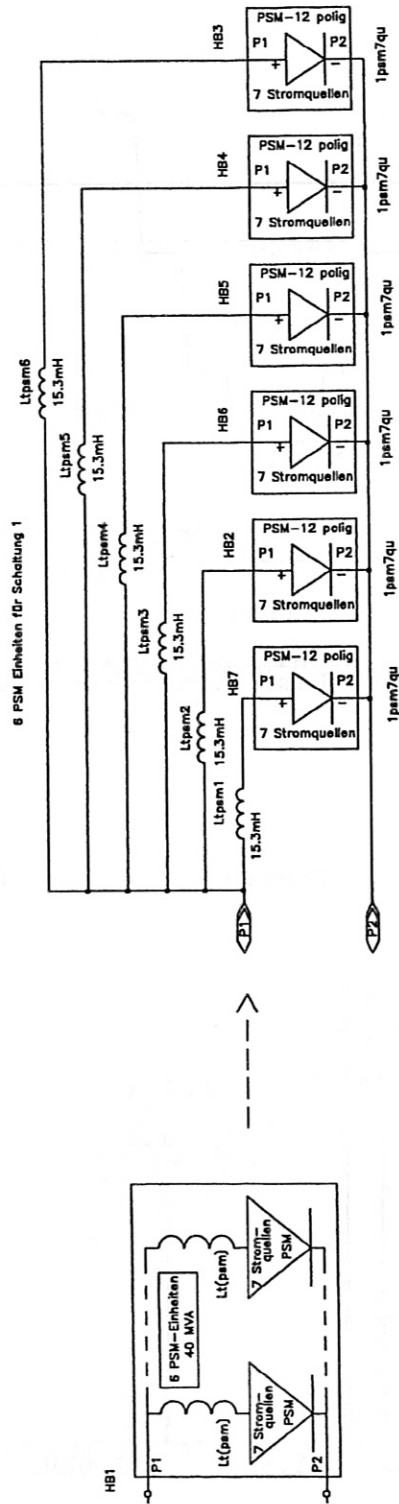 6 PSM Einheiten für Schaltung 1
Ltpsm6
15.3mH
Ltpsm5
15.3mH
Ltpsm4
15.3mH
Ltpsm3
15.3mH
Ltpsm2
15.3mH
Ltpsm1
15.3mH
P1
P2
HB7
PSM-12 polig
P1
+
P2
-
7 Stromquellen
1psm7qu
HB2
PSM-12 polig
P1
+
P2
-
7 Stromquellen
1psm7qu
HB6
PSM-12 polig
P1
+
P2
-
7 Stromquellen
1psm7qu
HB5
PSM-12 polig
P1
+
P2
-
7 Stromquellen
1psm7qu
HB4
PSM-12 polig
P1
+
P2
-
7 Stromquellen
1psm7qu
HB3
PSM-12 polig
P1
+
P2
-
7 Stromquellen
1psm7qu
HB1
P1
6 PSM-Einheiten
40 MVA
Lt(psm)
Lt(psm)
7 Strom-
quellen
PSM
7 Strom-
quellen
PSM
P2